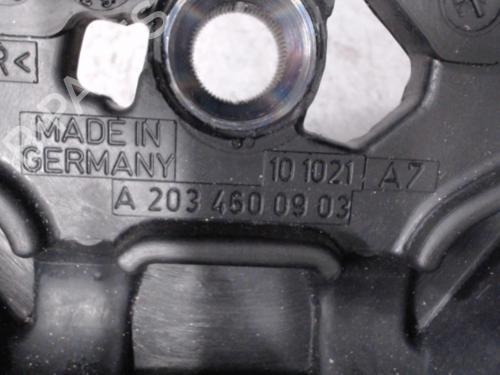 R<
MADE IN
GERMANY
10 1021 A7
A 203 460 09 03